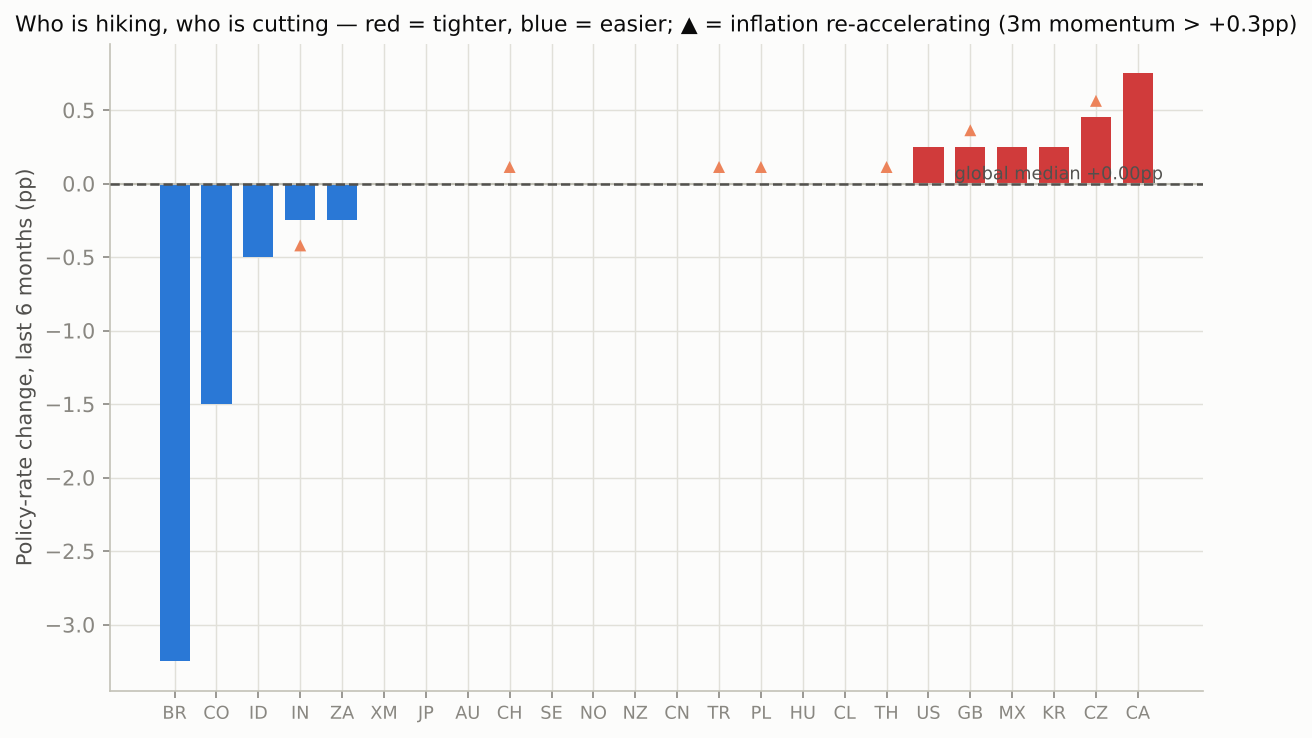 Who is hiking, who is cutting — red = tighter, blue = easier; ▲ = inflation re-accelerating (3m momentum > +0.3pp)
Policy-rate change, last 6 months (pp)
0.5
0.0
−0.5
−1.0
−1.5
−2.0
−2.5
−3.0
global median +0.00pp
BR CO ID IN ZA XM JP AU CH SE NO NZ CN TR PL HU CL TH US GB MX KR CZ CA